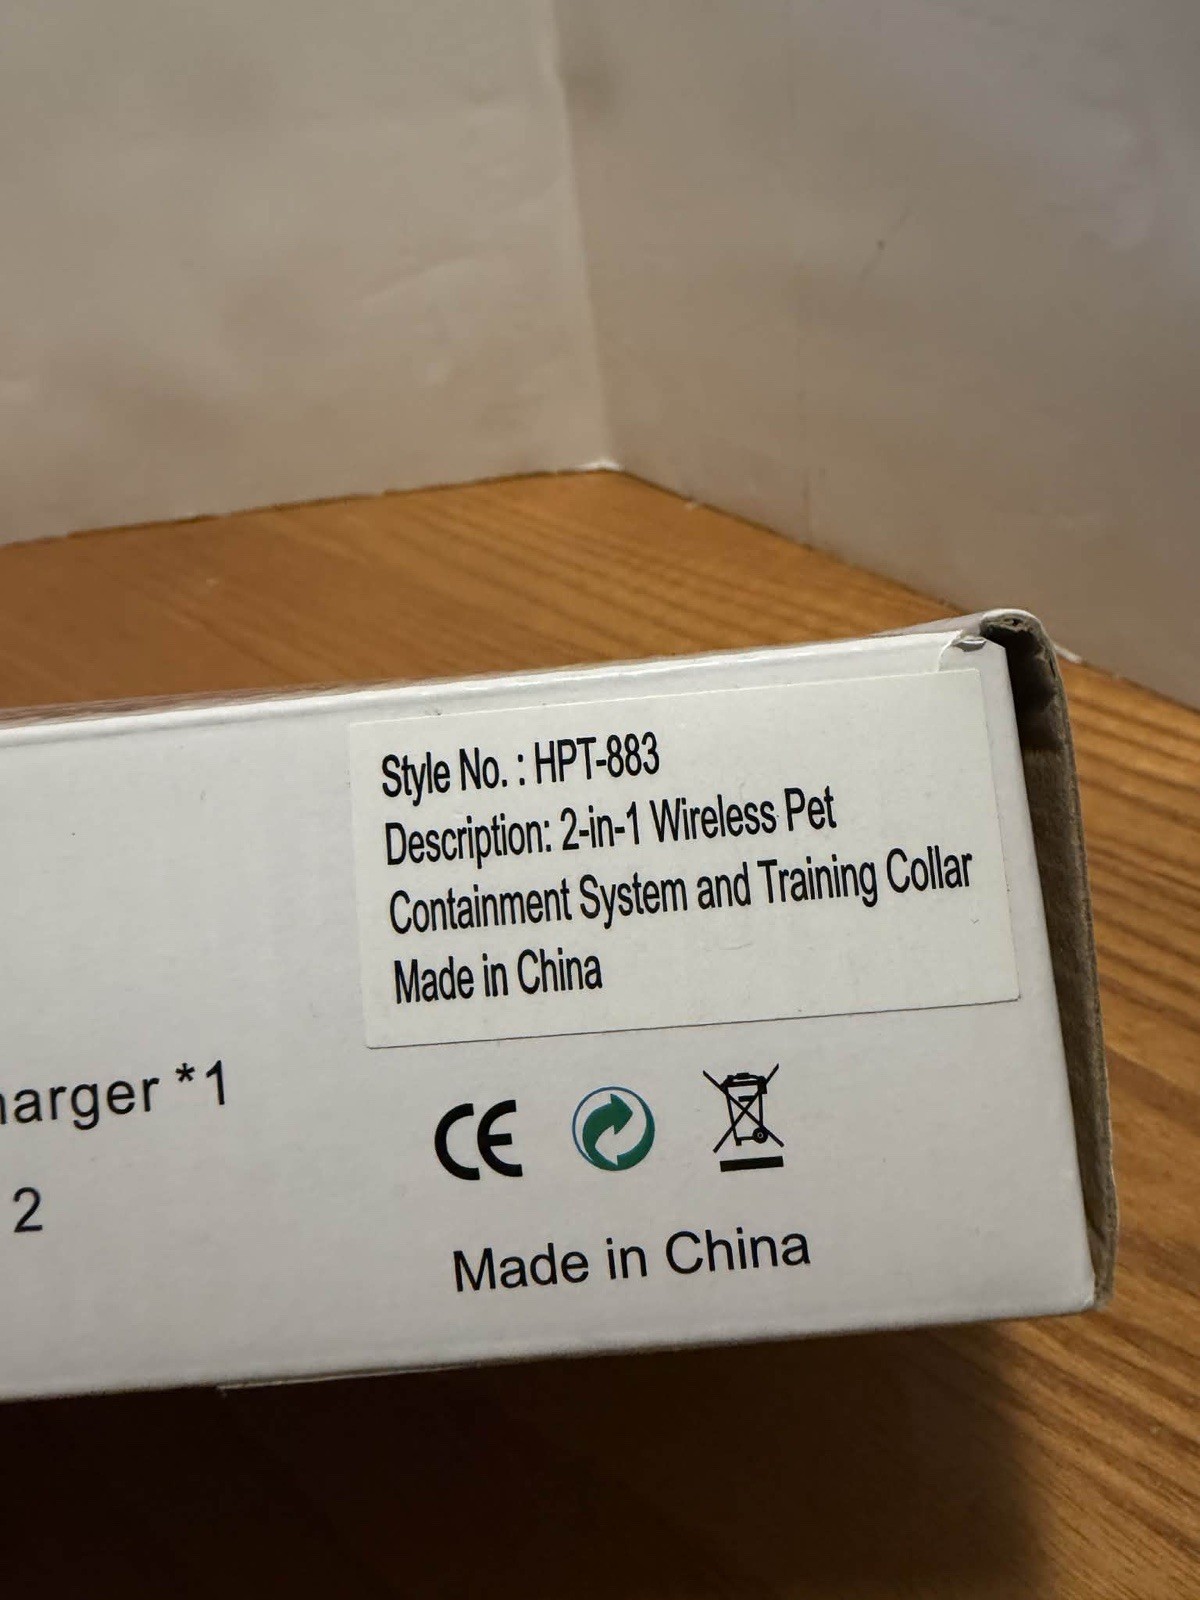 Style No. : HPT-883
Description: 2-in-1 Wireless Pet
Containment System and Training Collar
Made in China
*1
2
CE
Made in China